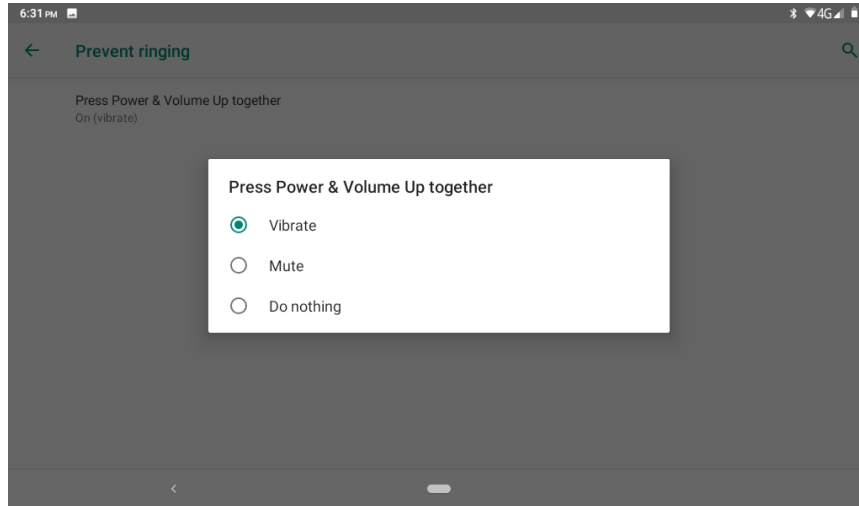 6:31 PM
4G
Prevent ringing
Press Power & Volume Up together
On (vibrate)
Press Power & Volume Up together
Vibrate
Mute
Do nothing